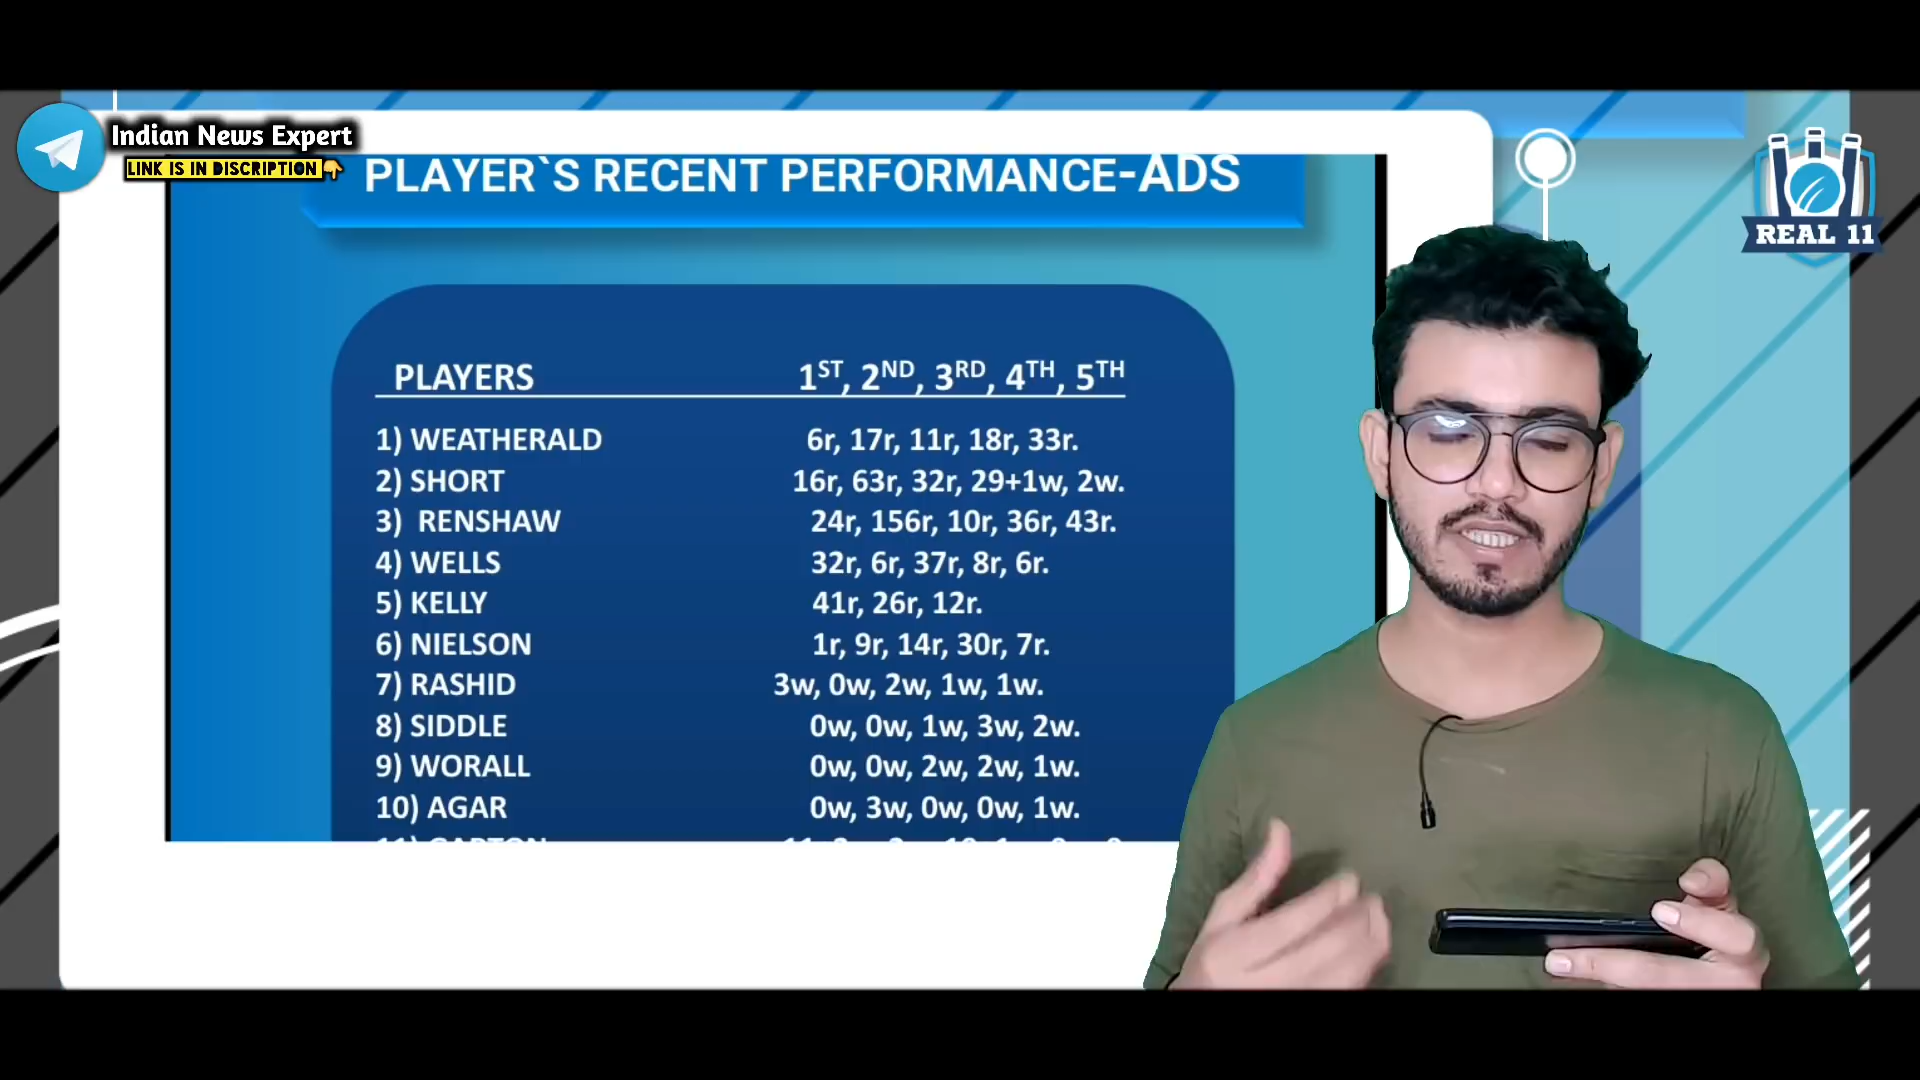 Indian News Expert
LINK IS IN DISCRIPTION
PLAYER`S RECENT PERFORMANCE-ADS
REAL 11
PLAYERS 1ST, 2ND, 3RD, 4TH, 5TH
1) WEATHERALD 6r, 17r, 11r, 18r, 33r.
2) SHORT 16r, 63r, 32r, 29+1w, 2w.
3) RENSHAW 24r, 156r, 10r, 36r, 43r.
4) WELLS 32r, 6r, 37r, 8r, 6r.
5) KELLY 41r, 26r, 12r.
6) NIELSON 1r, 9r, 14r, 30r, 7r.
7) RASHID 3w, 0w, 2w, 1w, 1w.
8) SIDDLE 0w, 0w, 1w, 3w, 2w.
9) WORALL 0w, 0w, 2w, 2w, 1w.
10) AGAR 0w, 3w, 0w, 0w, 1w.